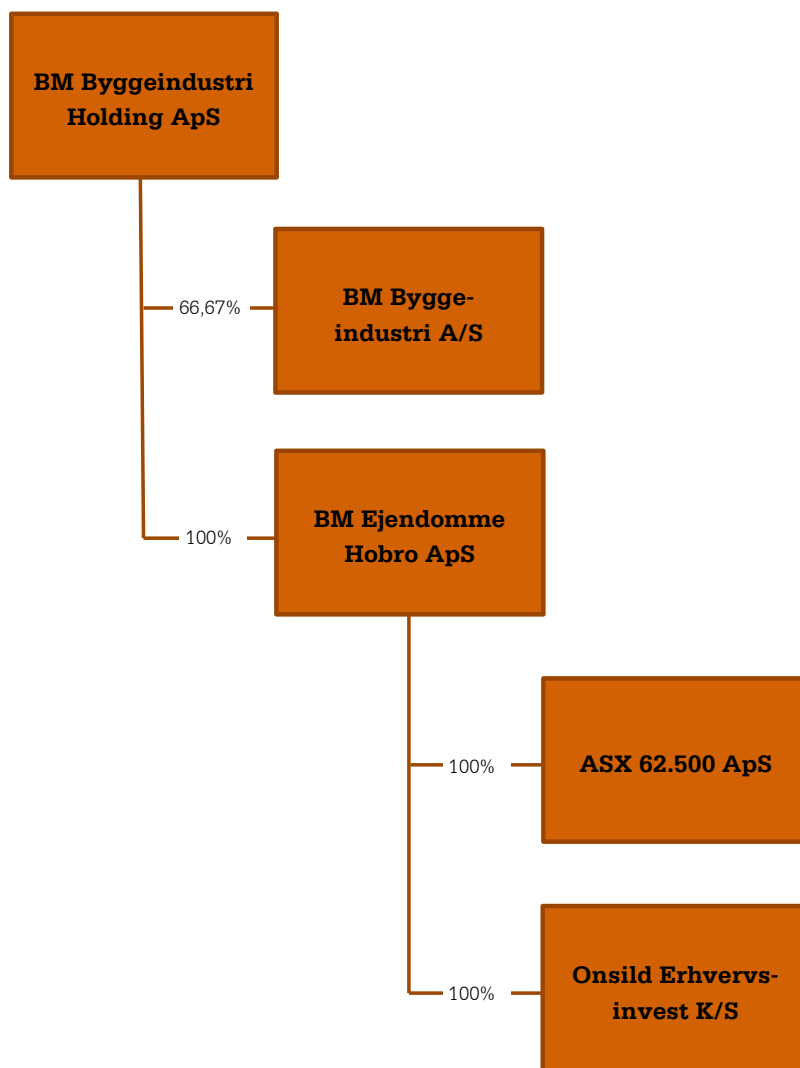 BM Byggeindustri
Holding ApS
66,67%
BM Bygge-
industri A/S
100%
BM Ejendomme
Hobro ApS
100%
ASX 62.500 ApS
100%
Onsild Erhvervs-
invest K/S